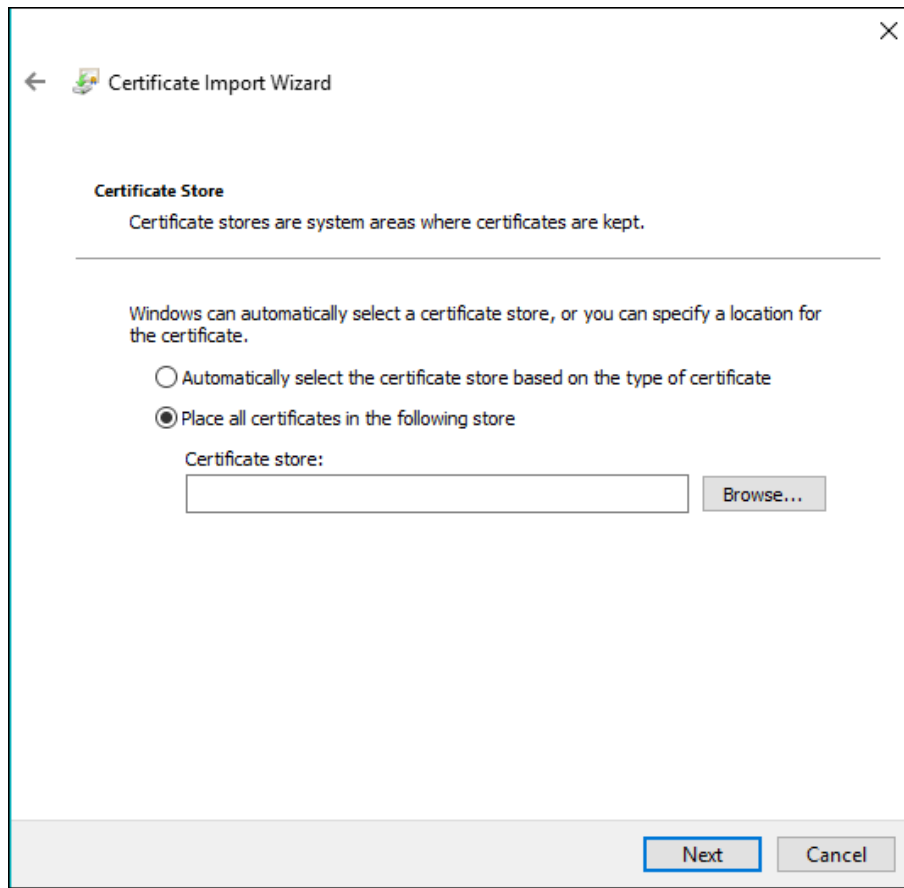 Certificate Import Wizard
Certificate Store
Certificate stores are system areas where certificates are kept.
Windows can automatically select a certificate store, or you can specify a location for
the certificate.
Automatically select the certificate store based on the type of certificate
Place all certificates in the following store
Certificate store:
Browse...
Next
Cancel